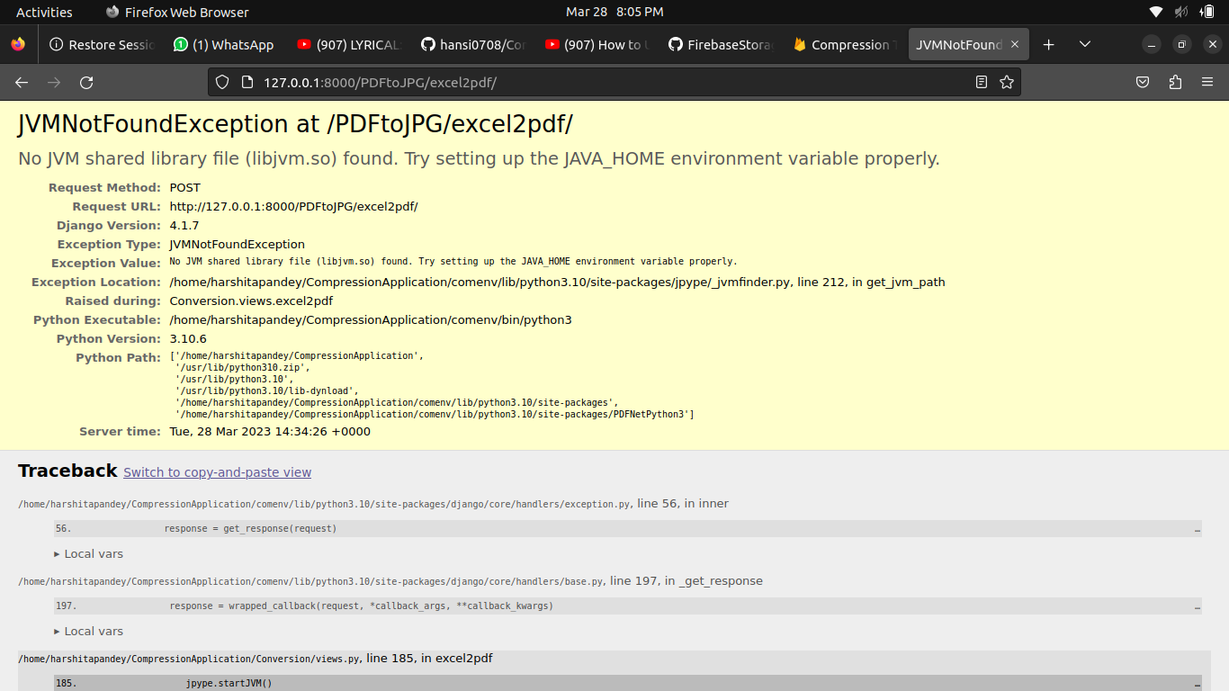 Activities
Firefox Web Browser
Mar 28 8:05 PM
Restore Sessio
(1) WhatsApp
(907) LYRICAL
hansi0708/Cor
(907) How to U
FirebaseStora
Compression T
JVMNotFound
127.0.0.1:8000/PDFtoJPG/excel2pdf/
JVMNotFoundException at /PDFtoJPG/excel2pdf/
No JVM shared library file (libjvm.so) found. Try setting up the JAVA_HOME environment variable properly.
Request Method: POST
Request URL: http://127.0.0.1:8000/PDFtoJPG/excel2pdf/
Django Version: 4.1.7
Exception Type: JVMNotFoundException
Exception Value: No JVM shared library file (libjvm.so) found. Try setting up the JAVA_HOME environment variable properly.
Exception Location: /home/harshitapandey/CompressionApplication/comenv/lib/python3.10/site-packages/jpype/_jvmfinder.py, line 212, in get_jvm_path
Raised during: Conversion.views.excel2pdf
Python Executable: /home/harshitapandey/CompressionApplication/comenv/bin/python3
Python Version: 3.10.6
Python Path: ['/home/harshitapandey/CompressionApplication',
'/usr/lib/python310.zip',
'/usr/lib/python3.10',
'/usr/lib/python3.10/lib-dynload',
'/home/harshitapandey/CompressionApplication/comenv/lib/python3.10/site-packages',
'/home/harshitapandey/CompressionApplication/comenv/lib/python3.10/site-packages/PDFNetPython3']
Server time: Tue, 28 Mar 2023 14:34:26 +0000
Traceback Switch to copy-and-paste view
/home/harshitapandey/CompressionApplication/comenv/lib/python3.10/site-packages/django/core/handlers/exception.py, line 56, in inner
56. response = get_response(request) …
▸ Local vars
/home/harshitapandey/CompressionApplication/comenv/lib/python3.10/site-packages/django/core/handlers/base.py, line 197, in _get_response
197. response = wrapped_callback(request, *callback_args, **callback_kwargs) …
▸ Local vars
/home/harshitapandey/CompressionApplication/Conversion/views.py, line 185, in excel2pdf
185. jpype.startJVM() …